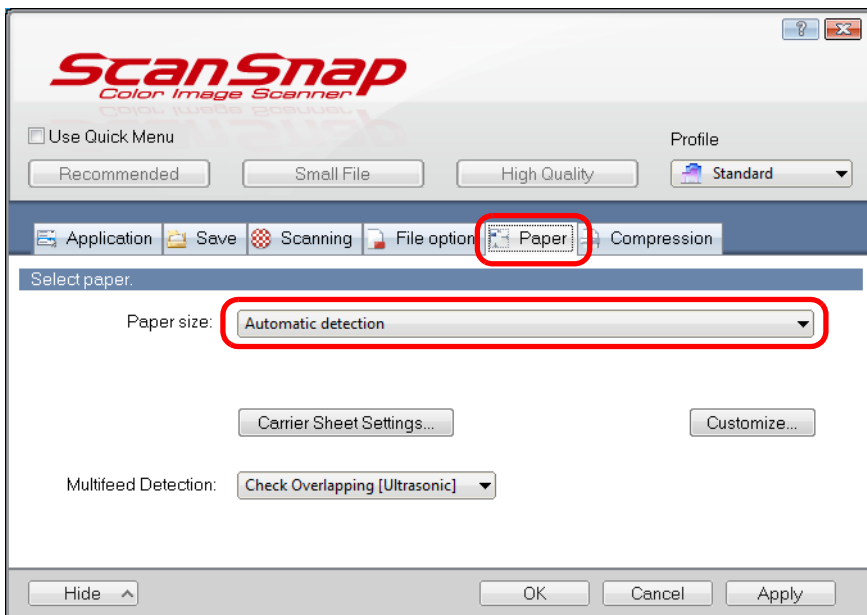 ScanSnap
Color Image Scanner
Use Quick Menu
Profile
Recommended
Small File
High Quality
Standard
Application
Save
Scanning
File option
Paper
Compression
Select paper.
Paper size:
Automatic detection
Carrier Sheet Settings...
Customize...
Multifeed Detection:
Check Overlapping [Ultrasonic]
Hide
OK
Cancel
Apply